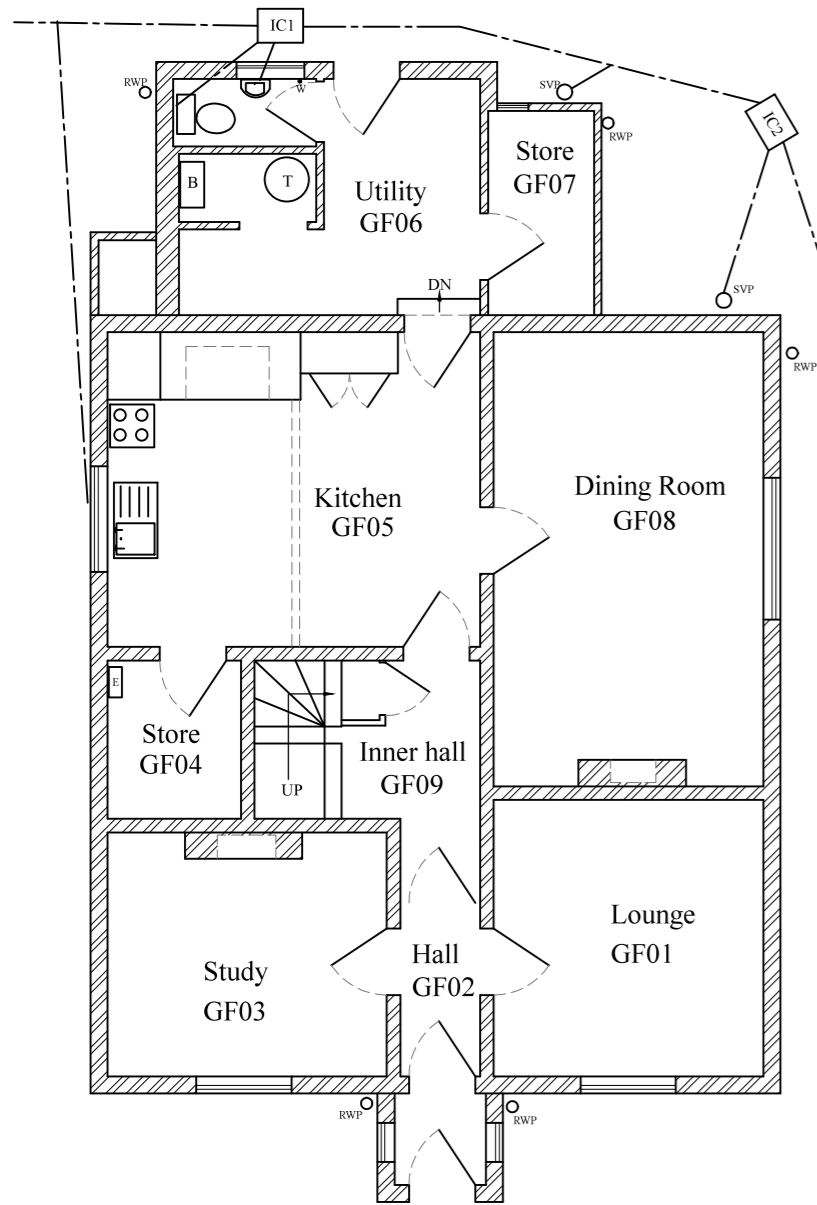 IC1
RWP
W
SVP
IC2
RWP
Store
GF07
B
T
Utility
GF06
DN
SVP
RWP
Kitchen
GF05
Dining Room
GF08
E
Store
GF04
Inner hall
GF09
UP
Lounge
GF01
Hall
GF02
Study
GF03
RWP
RWP